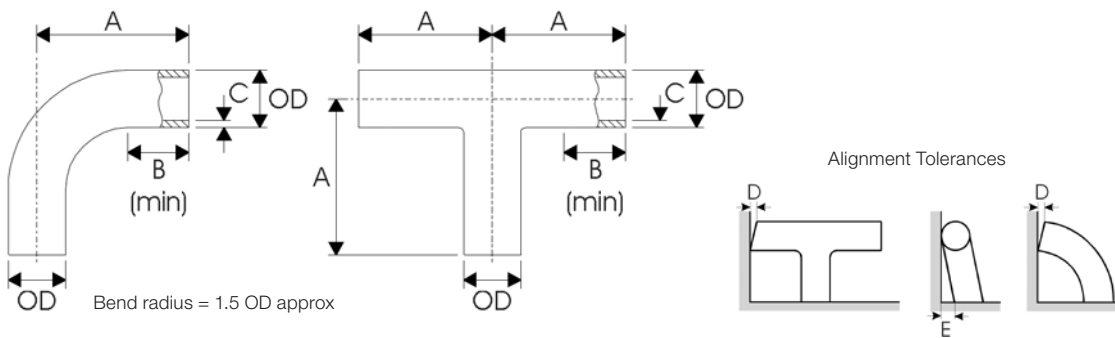 A
C
OD
B
(min)
OD
Bend radius = 1.5 OD approx
A
A
C
OD
A
B
(min)
OD
Alignment Tolerances
D
E
D